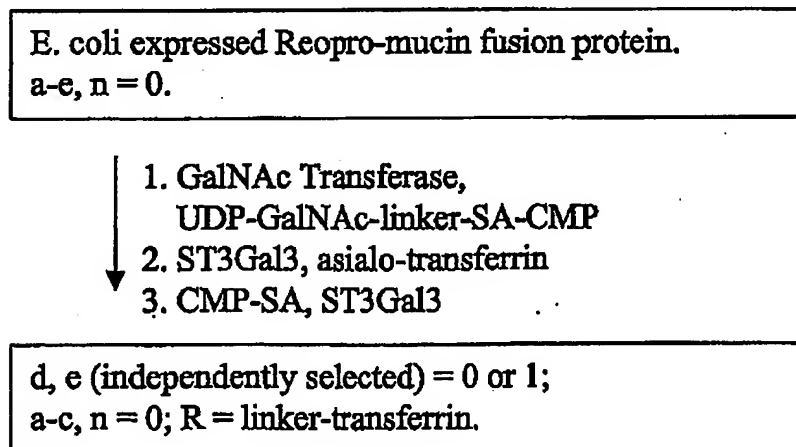 E. coli expressed Reopro-mucin fusion protein.
a-e, n = 0.
1. GalNAc Transferase,
UDP-GalNAc-linker-SA-CMP
2. ST3Gal3, asialo-transferrin
3. CMP-SA, ST3Gal3
d, e (independently selected) = 0 or 1;
a-c, n = 0; R = linker-transferrin.